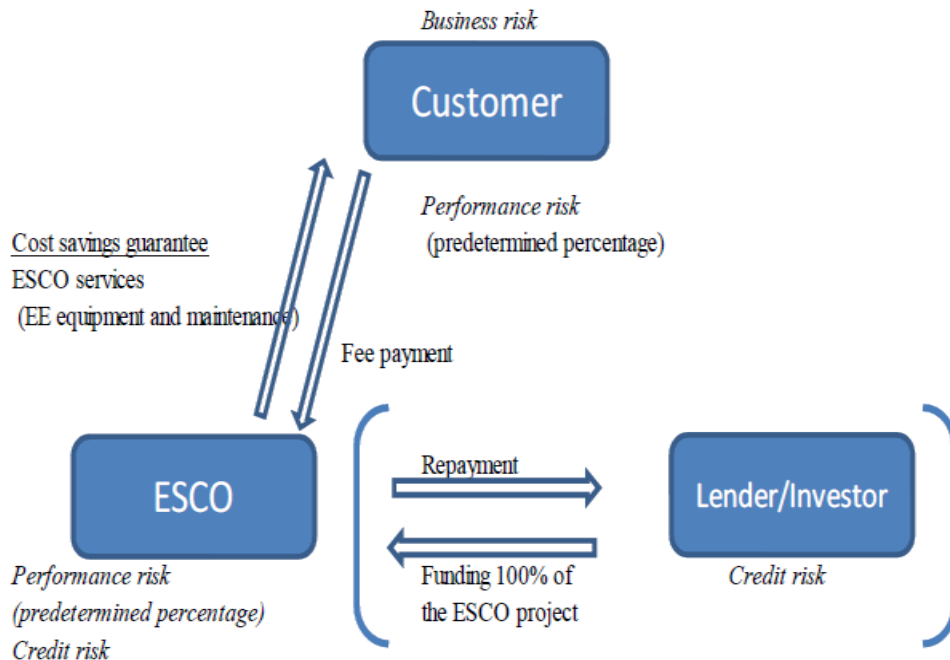 Business risk
Customer
Performance risk
(predetermined percentage)
Cost savings guarantee
ESCO services
(EE equipment and maintenance)
Fee payment
ESCO
Repayment
Lender/Investor
Funding 100% of
the ESCO project
Performance risk
(predetermined percentage)
Credit risk
Credit risk